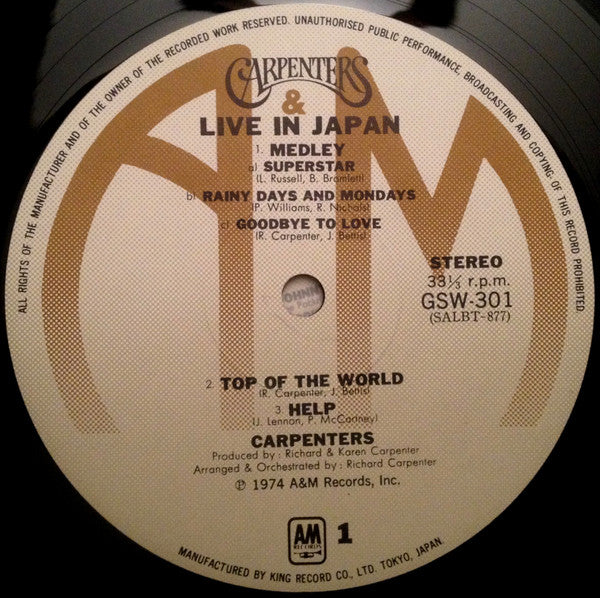 ALL RIGHTS OF THE MANUFACTURER AND OF THE OWNER OF THE RECORDED WORK RESERVED. UNAUTHORISED PUBLIC PERFORMANCE, BROADCASTING AND COPYING OF THIS RECORD PROHIBITED.
CARPENTERS
&
LIVE IN JAPAN
1. MEDLEY
a) SUPERSTAR
(L. Russell, B. Bramlett)
b) RAINY DAYS AND MONDAYS
(P. Williams, R. Nichols)
c) GOODBYE TO LOVE
(R. Carpenter, J. Bettis)
STEREO
33⅓ r.p.m.
GSW-301
(SALBT-877)
2. TOP OF THE WORLD
(R. Carpenter, J. Bettis)
3. HELP
(J. Lennon, P. McCartney)
CARPENTERS
Produced by : Richard & Karen Carpenter
Arranged & Orchestrated by : Richard Carpenter
℗ 1974 A&M Records, Inc.
AM
RECORDS
1
MANUFACTURED BY KING RECORD CO., LTD. TOKYO, JAPAN.